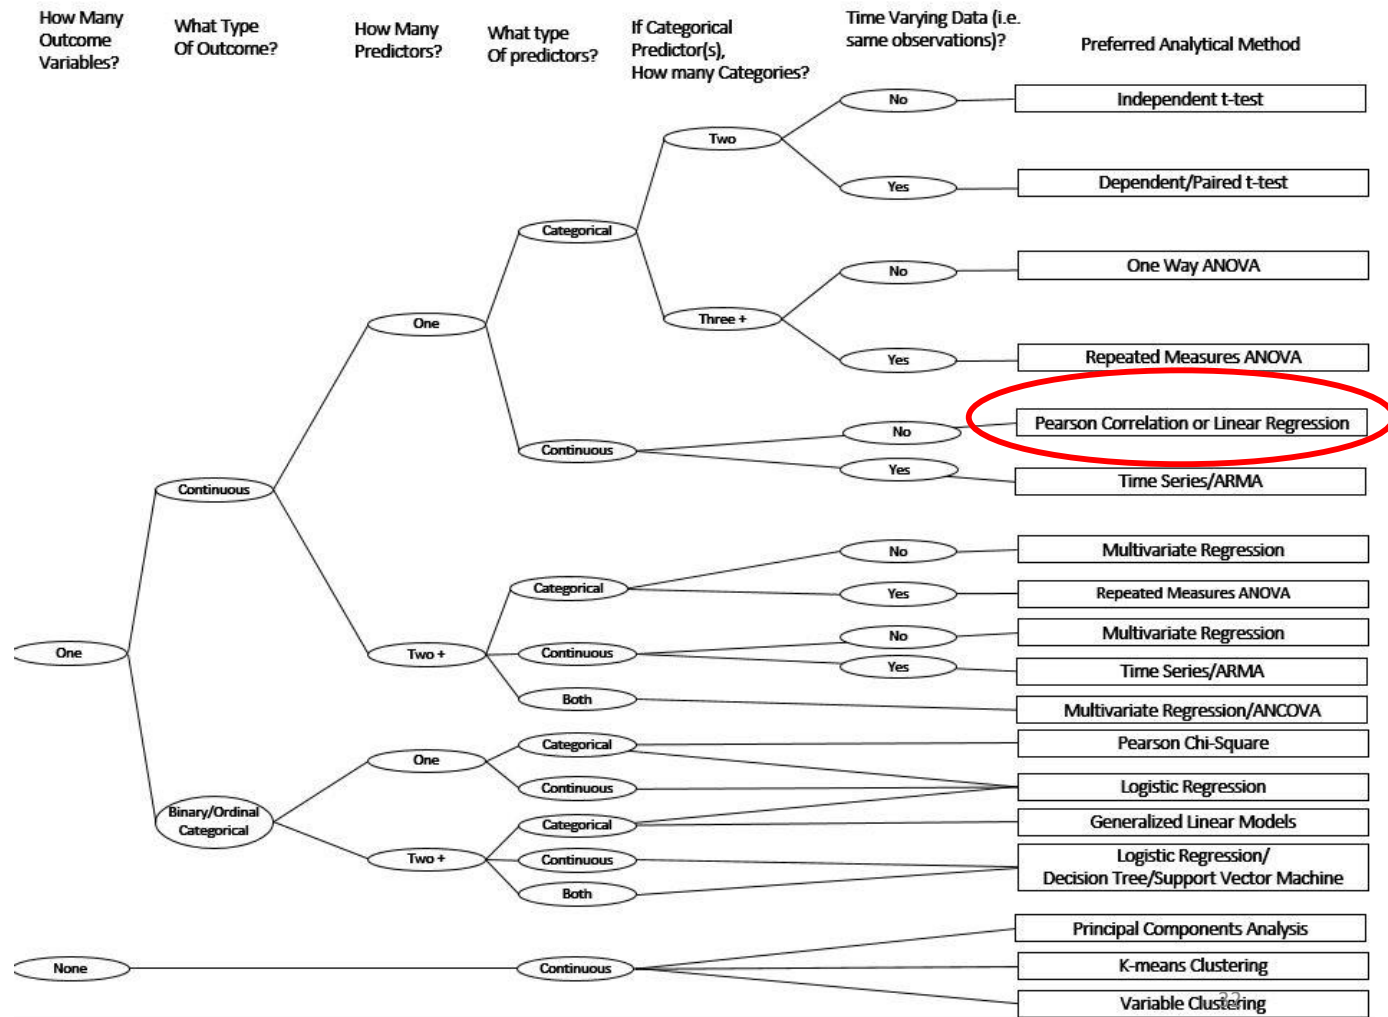 How Many
Outcome
Variables?
What Type
Of Outcome?
How Many
Predictors?
What type
Of predictors?
If Categorical
Predictor(s),
How many Categories?
Time Varying Data (i.e.
same observations)?
Preferred Analytical Method
No
Independent t-test
Two
Yes
Dependent/Paired t-test
Categorical
No
One Way ANOVA
Three +
One
Yes
Repeated Measures ANOVA
No
Pearson Correlation or Linear Regression
Continuous
Yes
Time Series/ARMA
Continuous
No
Multivariate Regression
Categorical
Yes
Repeated Measures ANOVA
No
Multivariate Regression
One
Two +
Continuous
Yes
Time Series/ARMA
Both
Multivariate Regression/ANCOVA
Categorical
Pearson Chi-Square
One
Continuous
Logistic Regression
Binary/Ordinal
Categorical
Categorical
Generalized Linear Models
Two +
Continuous
Logistic Regression/
Decision Tree/Support Vector Machine
Both
Principal Components Analysis
None
Continuous
K-means Clustering
Variable Clustering
32